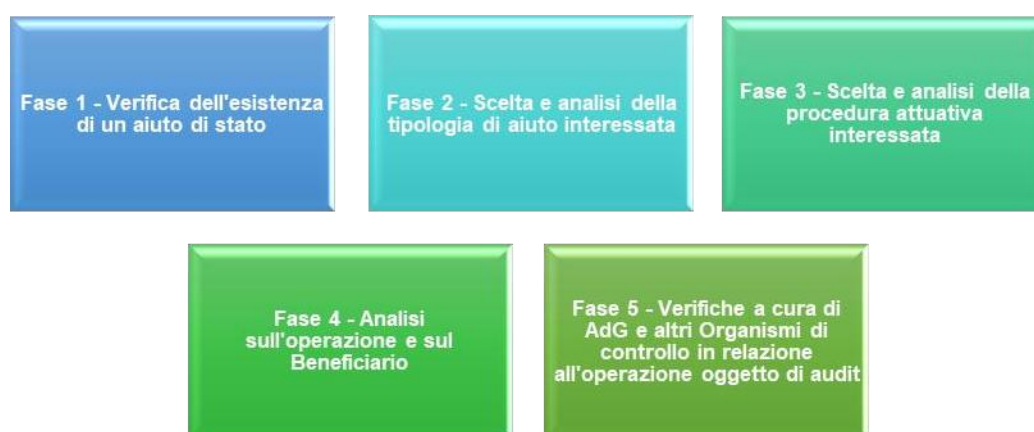 Fase 1 - Verifica dell'esistenza
di un aiuto di stato
Fase 2 - Scelta e analisi della
tipologia di aiuto interessata
Fase 3 - Scelta e analisi della
procedura attuativa
interessata
Fase 4 - Analisi
sull'operazione e sul
Beneficiario
Fase 5 - Verifiche a cura di
AdG e altri Organismi di
controllo in relazione
all'operazione oggetto di audit